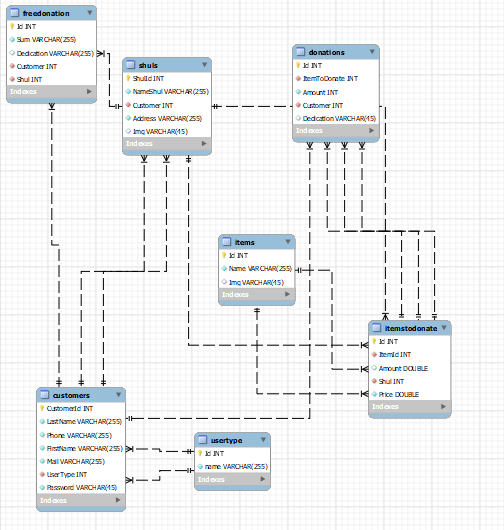 freedonation
Id INT
Sum VARCHAR(255)
Dedication VARCHAR(255)
Customer INT
Shul INT
Indexes
shuls
ShulId INT
NameShul VARCHAR(255)
Customer INT
Address VARCHAR(255)
Img VARCHAR(45)
Indexes
donations
Id INT
ItemToDonate INT
Amount INT
Customer INT
Dedication VARCHAR(45)
Indexes
items
Id INT
Name VARCHAR(255)
Img VARCHAR(45)
Indexes
itemstodonate
Id INT
ItemId INT
Amount DOUBLE
Shul INT
Price DOUBLE
Indexes
customers
CustomerId INT
LastName VARCHAR(255)
Phone VARCHAR(255)
FirstName VARCHAR(255)
Mail VARCHAR(255)
UserType INT
Password VARCHAR(45)
Indexes
usertype
Id INT
name VARCHAR(255)
Indexes